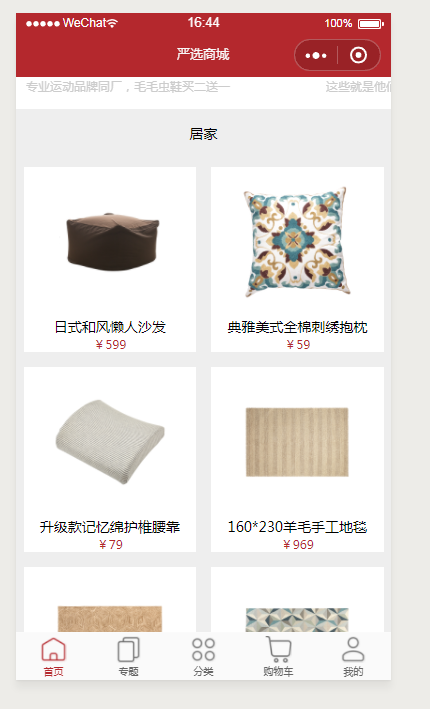 WeChat 16:44 100%
严选商城
专业运动品牌同厂，毛毛虫鞋买二送一 这些就是他们
居家
日式和风懒人沙发 典雅美式全棉刺绣抱枕
￥599 ￥59
升级款记忆绵护椎腰靠 160*230羊毛手工地毯
￥79 ￥969
首页 专题 分类 购物车 我的